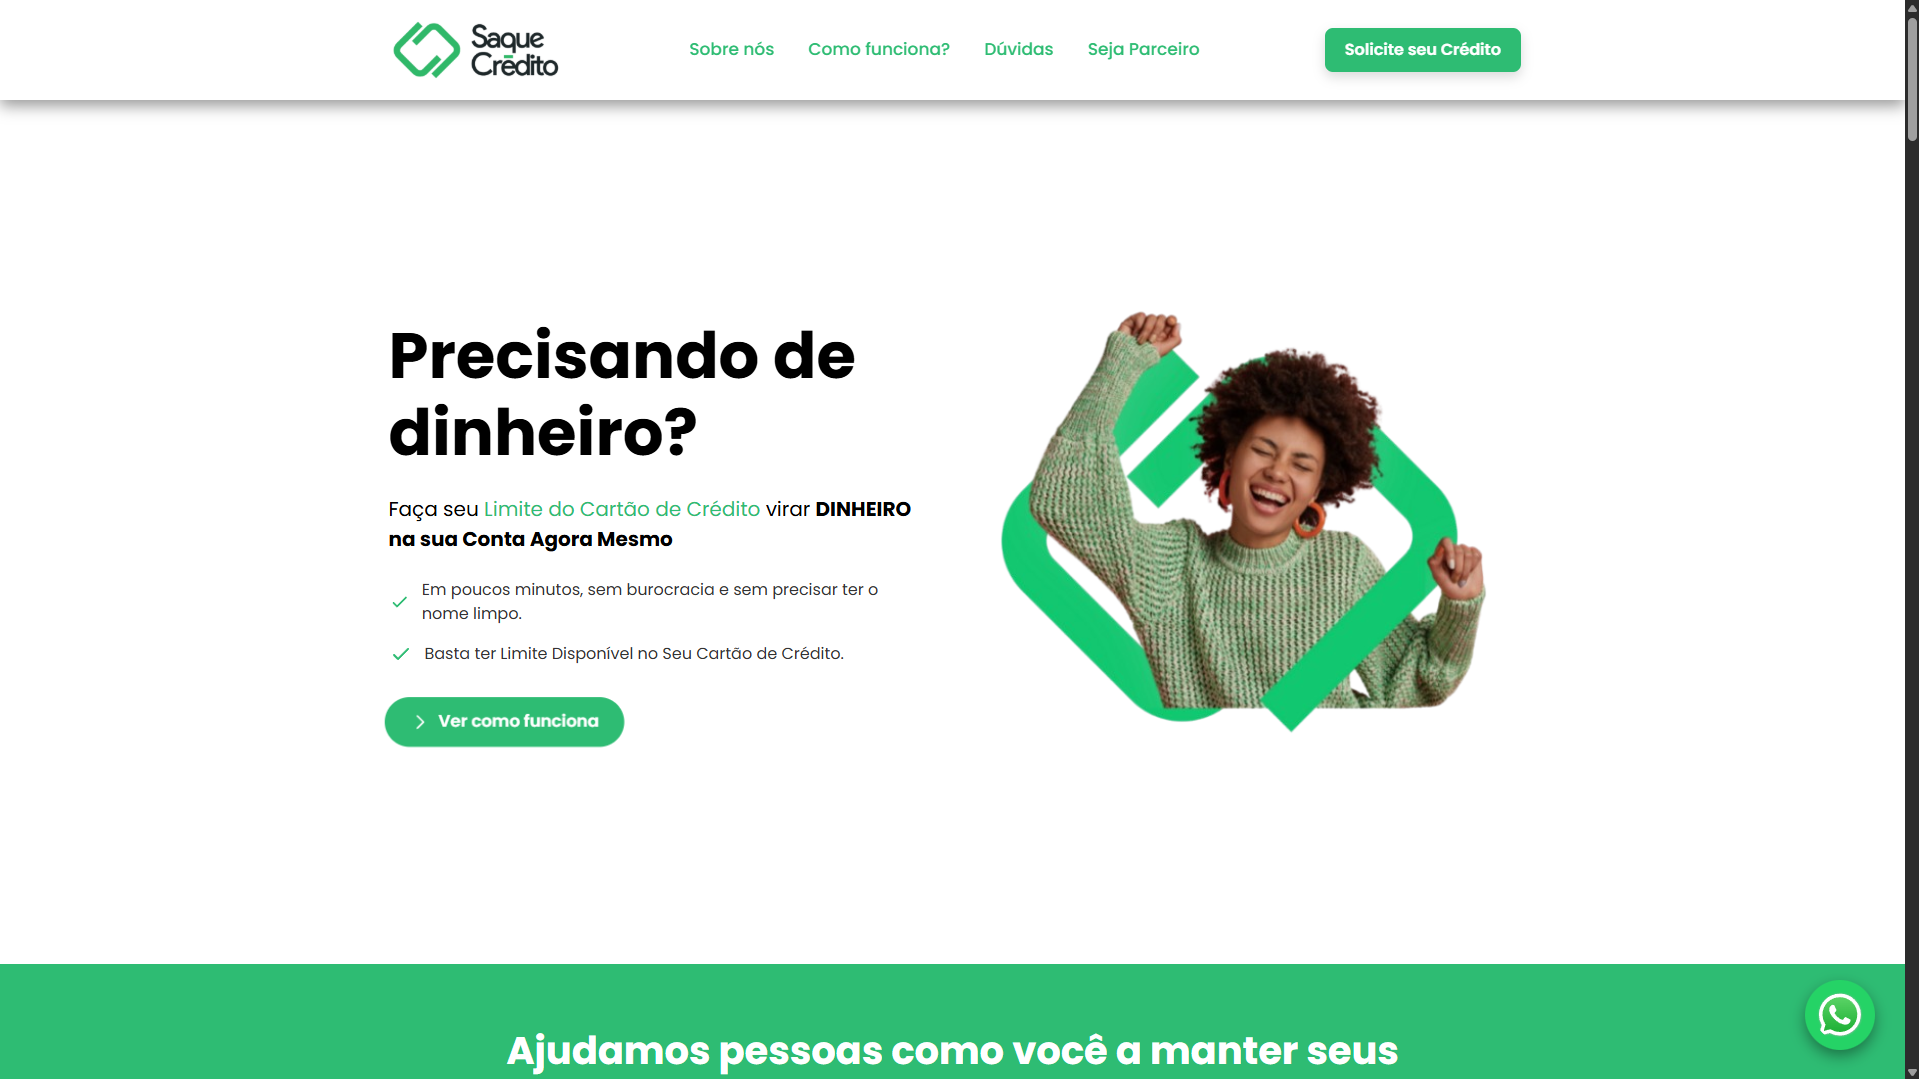 Saque
Crédito
Sobre nós
Como funciona?
Dúvidas
Seja Parceiro
Solicite seu Crédito
Precisando de
dinheiro?
Faça seu Limite do Cartão de Crédito virar DINHEIRO
na sua Conta Agora Mesmo
Em poucos minutos, sem burocracia e sem precisar ter o
nome limpo.
Basta ter Limite Disponível no Seu Cartão de Crédito.
Ver como funciona
Ajudamos pessoas como você a manter seus